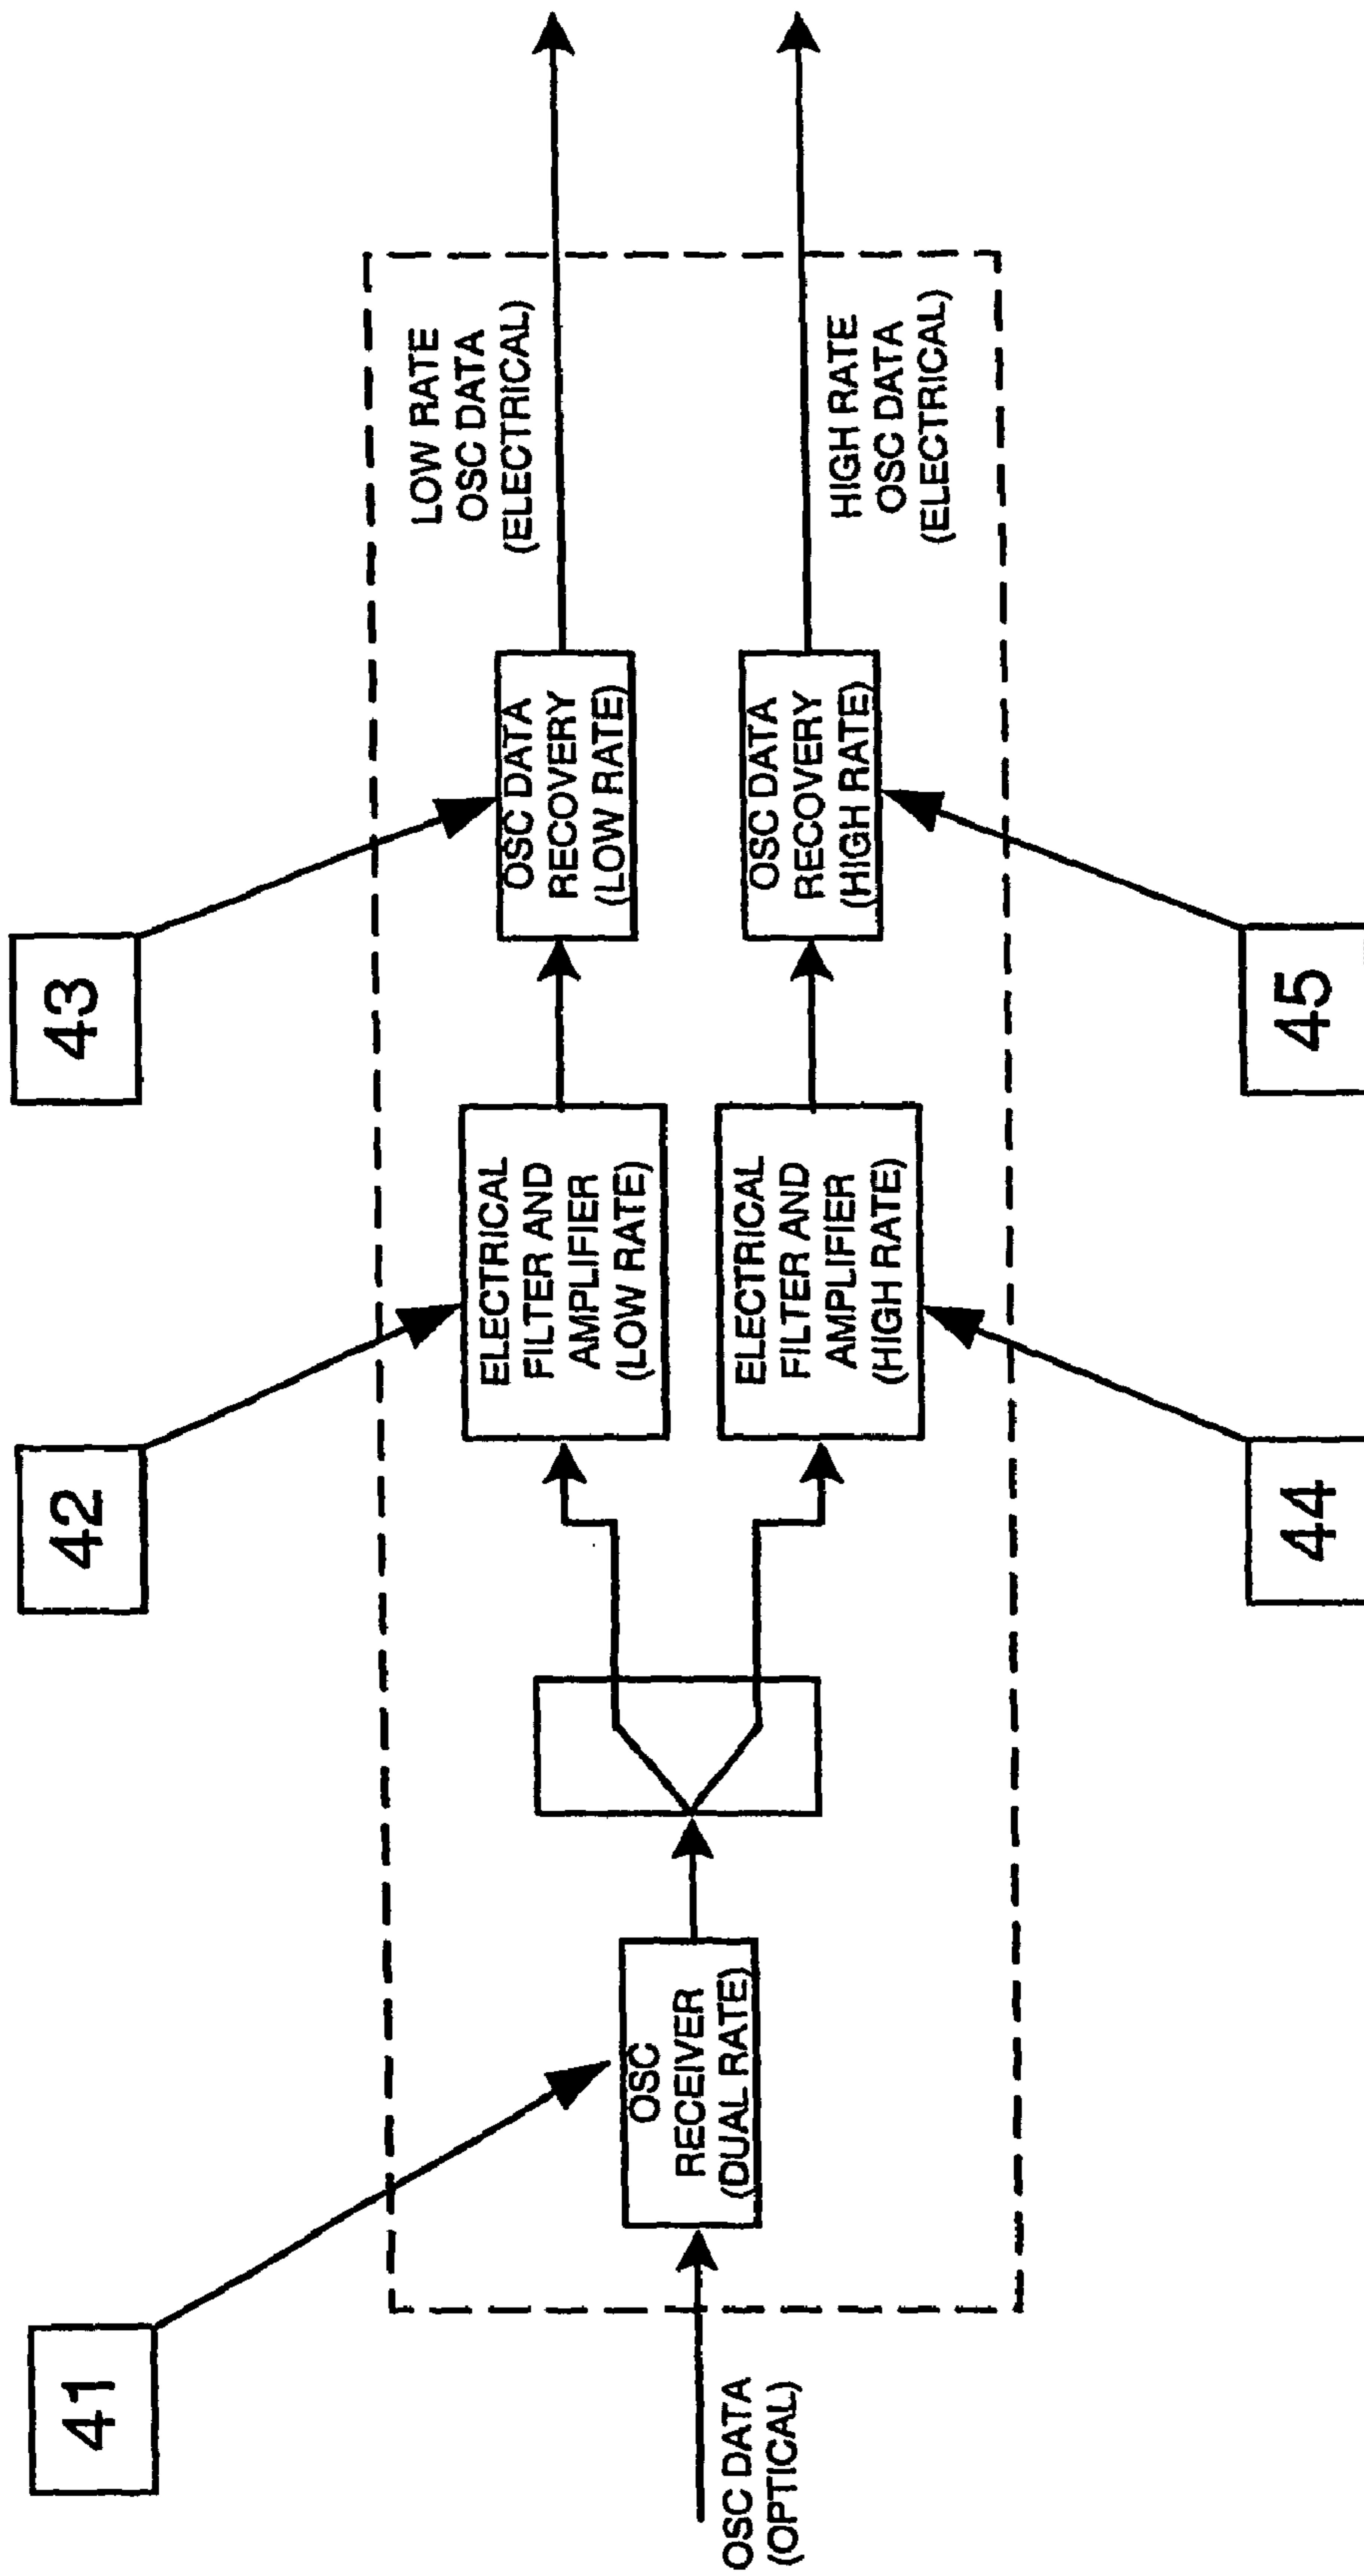 41
42
43
OSC DATA
(OPTICAL)
OSC
RECEIVER
(DUAL RATE)
ELECTRICAL
FILTER AND
AMPLIFIER
(LOW RATE)
OSC DATA
RECOVERY
(LOW RATE)
LOW RATE
OSC DATA
(ELECTRICAL)
ELECTRICAL
FILTER AND
AMPLIFIER
(HIGH RATE)
OSC DATA
RECOVERY
(HIGH RATE)
HIGH RATE
OSC DATA
(ELECTRICAL)
44
45